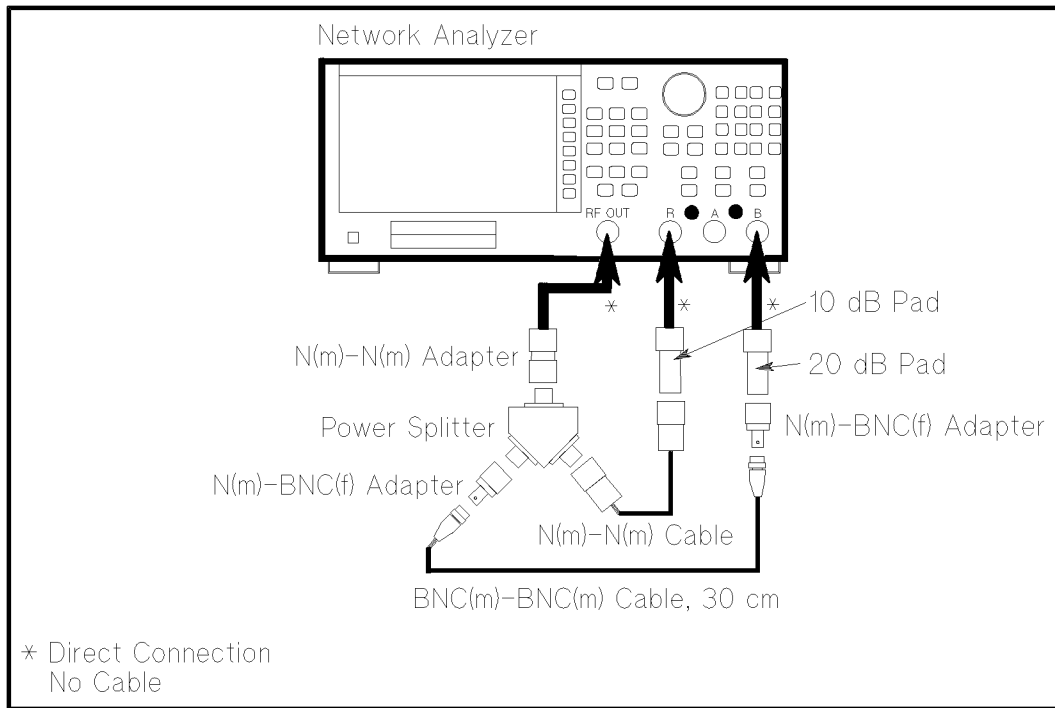 Network Analyzer
RF OUT R A B
*
*
*
10 dB Pad
N(m)-N(m) Adapter
20 dB Pad
Power Splitter
N(m)-BNC(f) Adapter
N(m)-BNC(f) Adapter
N(m)-N(m) Cable
BNC(m)-BNC(m) Cable, 30 cm
* Direct Connection
No Cable